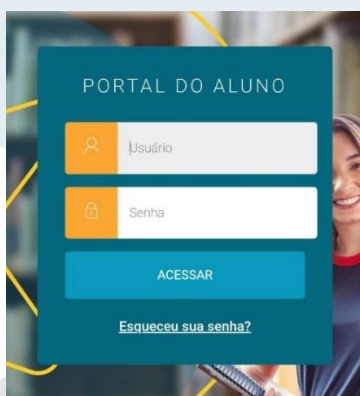 PORTAL DO ALUNO
Usuário
Senha
ACESSAR
Esqueceu sua senha?